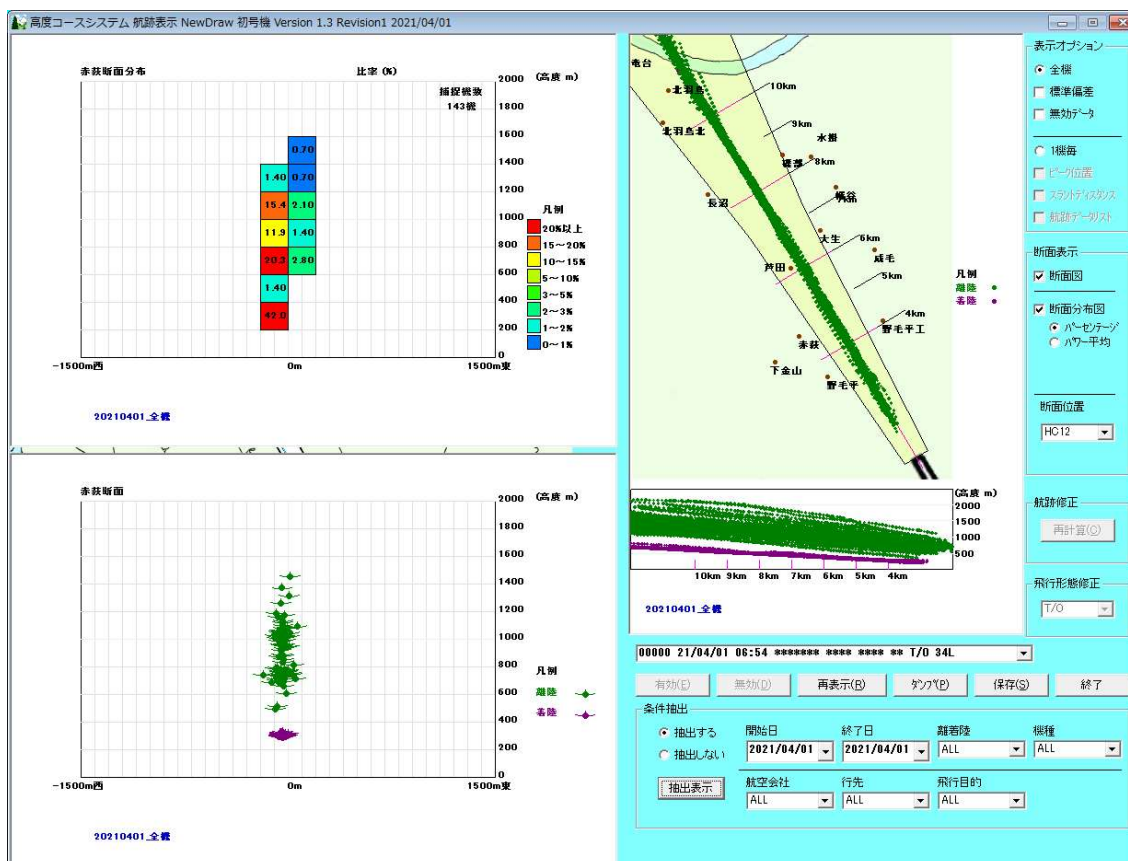 高度コースシステム 航跡表示 NewDraw 初号機 Version 1.3 Revision1 2021/04/01
赤荻断面分布
比率 (%)
捕捉機数
143機
2000 (高度 m)
1800
1600
1400
1200
1000
800
600
400
200
0
0.70
1.40 0.70
15.4 2.10
11.9 1.40
20.3 2.80
1.40
42.0
凡例
20%以上
15～20%
10～15%
5～10%
3～5%
2～3%
1～2%
0～1%
-1500m西
0m
1500m東
20210401_全機
2
赤荻断面
2000 (高度 m)
1800
1600
1400
1200
1000
800
600
400
200
0
凡例
離陸
着陸
-1500m西
0m
1500m東
20210401_全機
竜台
北羽鳥
10km
北羽鳥北
9km
水掛
磯部
8km
長沼
幡谷
7km
大生
6km
成毛
芦田
5km
4km
野毛平工
赤荻
下金山
野毛平
凡例
離陸
着陸
(高度 m)
2000
1500
1000
500
10km 9km 8km 7km 6km 5km 4km
20210401_全機
表示オプション
全機
標準偏差
無効データ
1機毎
ピーク位置
スラントディスタンス
航跡データリスト
断面表示
断面図
断面分布図
パーセンテージ
パワー平均
断面位置
HC12
航跡修正
再計算(C)
飛行形態修正
T/O
00000 21/04/01 06:54 ******* **** **** ** T/O 34L
有効(E) 無効(D) 再表示(R) ダンプ(P) 保存(S) 終了
条件抽出
抽出する
抽出しない
抽出表示
開始日 終了日 離着陸 機種
2021/04/01 2021/04/01 ALL ALL
航空会社 行先 飛行目的
ALL ALL ALL